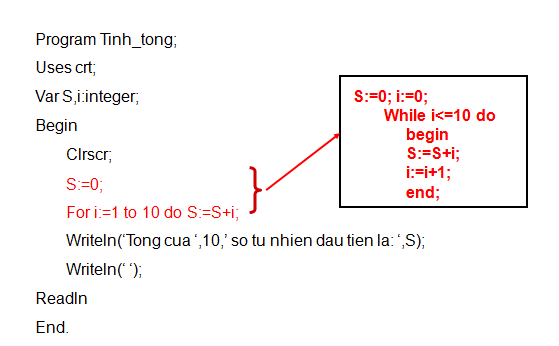 Program Tinh_tong;
Uses crt;
Var S,i:integer;
Begin
Clrscr;
S:=0;
For i:=1 to 10 do S:=S+i;
Writeln(‘Tong cua ‘,10,’ so tu nhien dau tien la: ‘,S);
Writeln(‘ ‘);
Readln
End.
S:=0; i:=0;
While i<=10 do
begin
S:=S+i;
i:=i+1;
end;